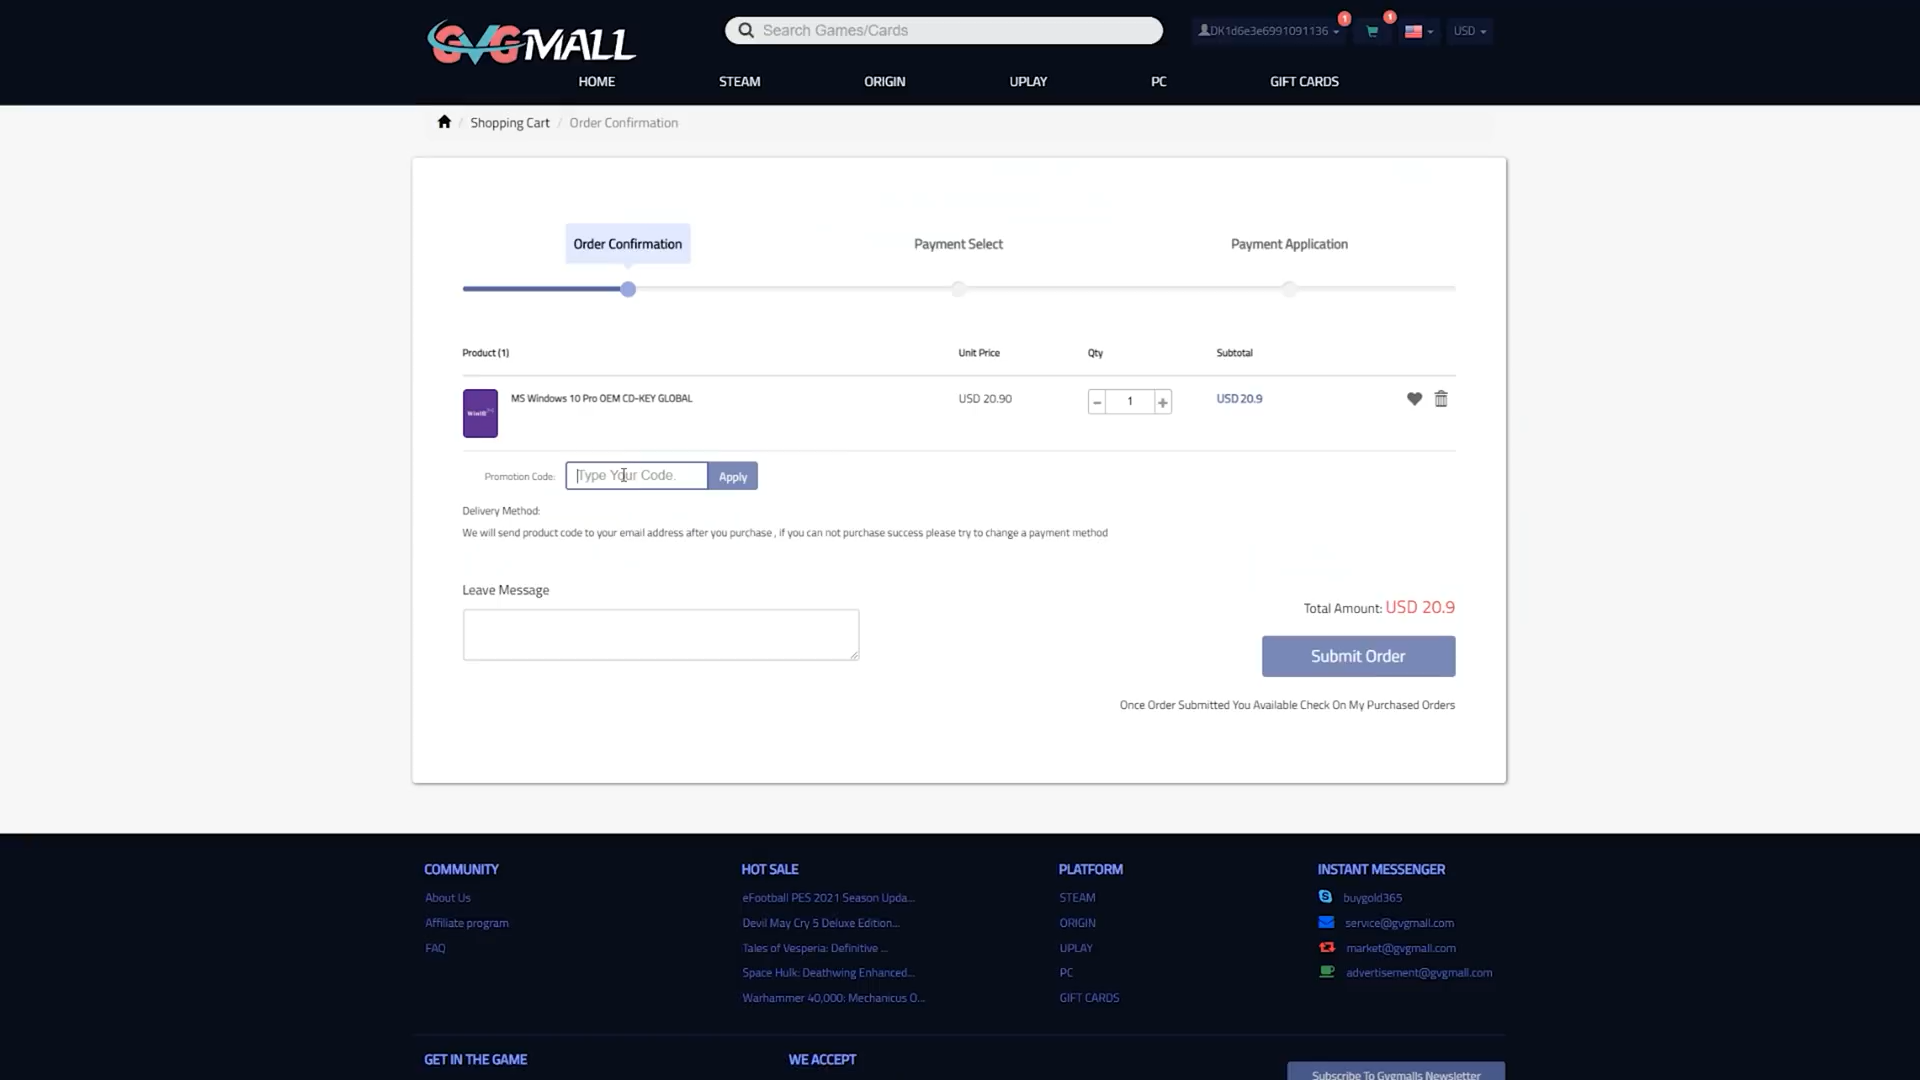 GVGMALL
Search Games/Cards
DK1d6e3e6991091136
1
1
USD
HOME
STEAM
ORIGIN
UPLAY
PC
GIFT CARDS
/ Shopping Cart / Order Confirmation
Order Confirmation
Payment Select
Payment Application
Product (1)
Unit Price
Qty
Subtotal
MS Windows 10 Pro OEM CD-KEY GLOBAL
USD 20.90
− 1 +
USD 20.9
Promotion Code:
Type Your Code.
Apply
Delivery Method:
We will send product code to your email address after you purchase , if you can not purchase success please try to change a payment method
Leave Message
Total Amount: USD 20.9
Submit Order
Once Order Submitted You Available Check On My Purchased Orders
COMMUNITY
About Us
Affiliate program
FAQ
HOT SALE
eFootball PES 2021 Season Upda...
Devil May Cry 5 Deluxe Edition...
Tales of Vesperia: Definitive ...
Space Hulk: Deathwing Enhanced...
Warhammer 40,000: Mechanicus O...
PLATFORM
STEAM
ORIGIN
UPLAY
PC
GIFT CARDS
INSTANT MESSENGER
buygold365
service@gvgmall.com
market@gvgmall.com
advertisement@gvgmall.com
GET IN THE GAME
WE ACCEPT
Subscribe To Gvgmalls Newsletter